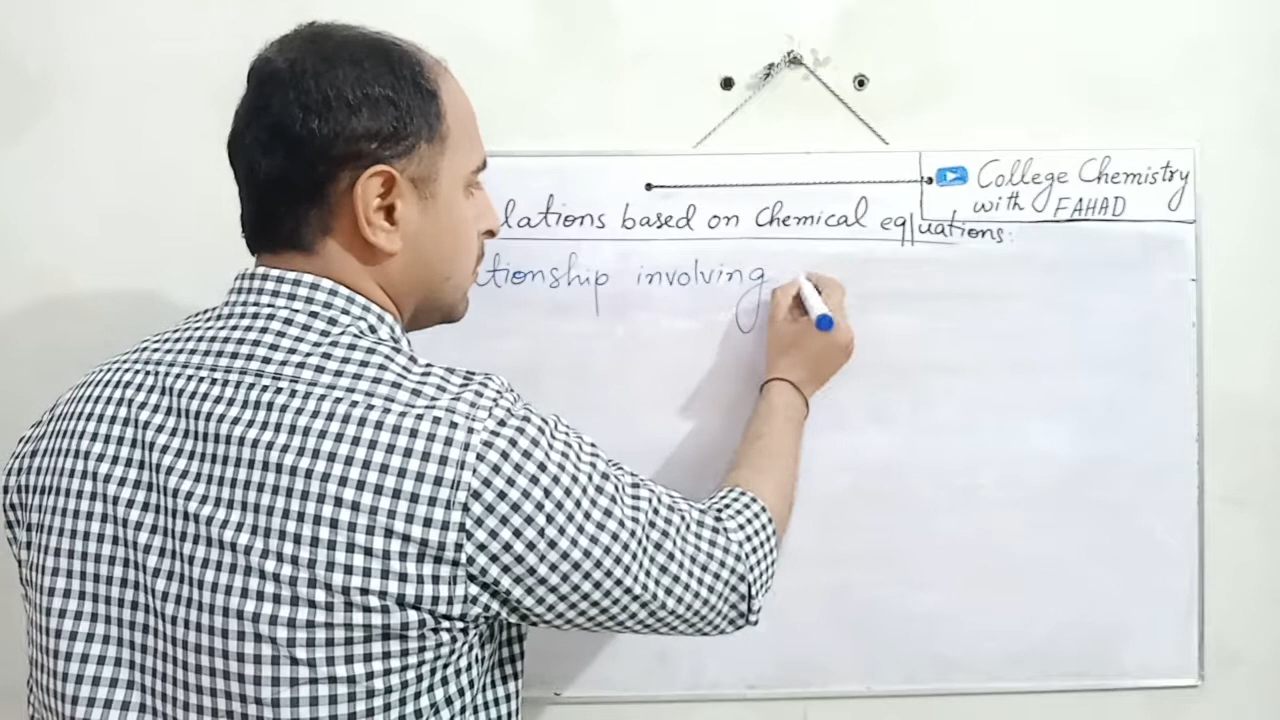 College Chemistry
with FAHAD
lations based on Chemical equations:
tionship involving